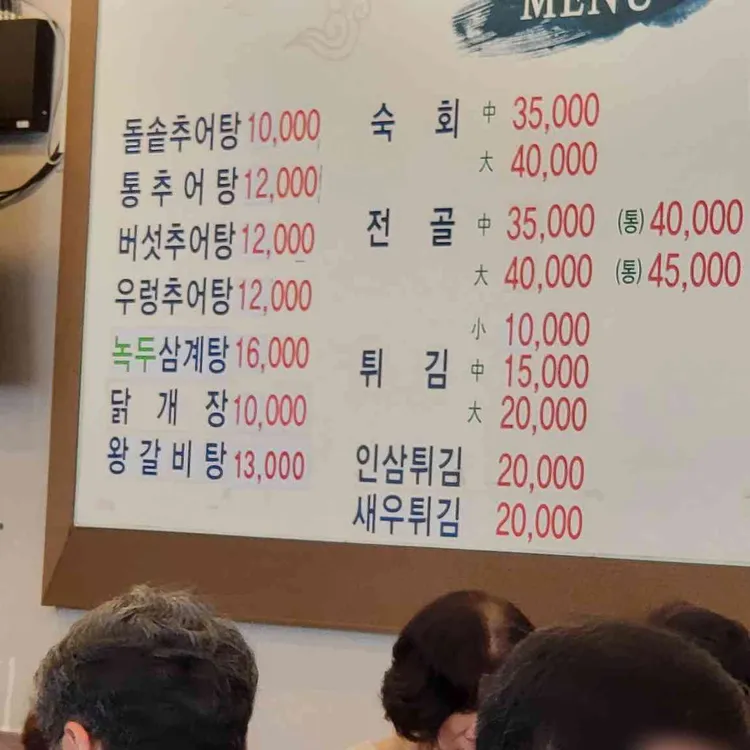 MENU
돌솥추어탕 10,000
통추어탕 12,000
버섯추어탕 12,000
우렁추어탕 12,000
녹두삼계탕 16,000
닭개장 10,000
왕갈비탕 13,000
숙회 中 35,000
大 40,000
전골 中 35,000 (통) 40,000
大 40,000 (통) 45,000
小 10,000
튀김 中 15,000
大 20,000
인삼튀김 20,000
새우튀김 20,000